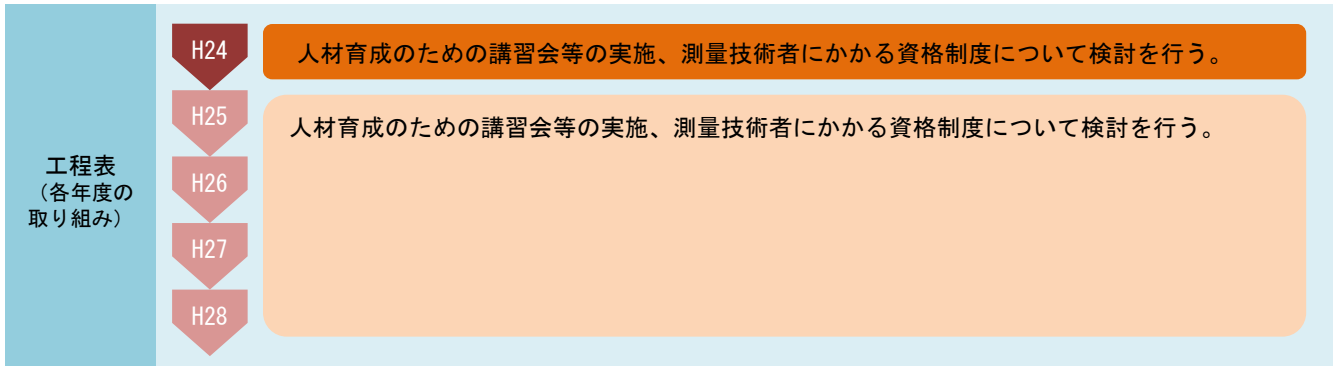 工程表
（各年度の
取り組み）
H24
人材育成のための講習会等の実施、測量技術者にかかる資格制度について検討を行う。
H25
人材育成のための講習会等の実施、測量技術者にかかる資格制度について検討を行う。
H26
H27
H28